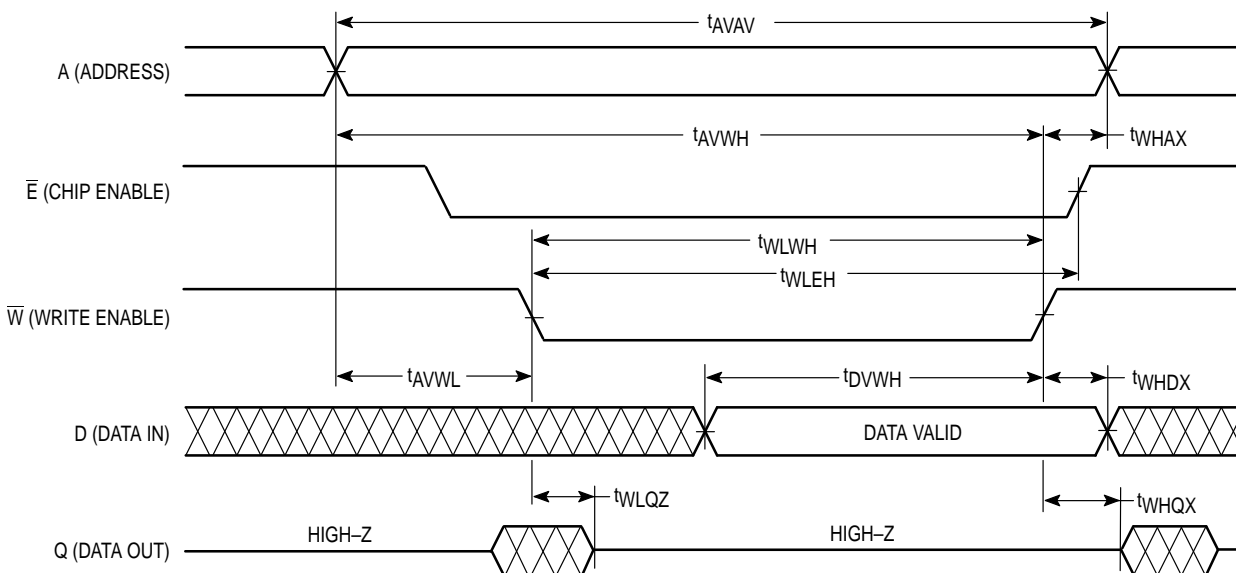 tAVAV
A (ADDRESS)
tAVWH
tWHAX
E (CHIP ENABLE)
tWLWH
tWLEH
W (WRITE ENABLE)
tAVWL
tDVWH
tWHDX
D (DATA IN)
DATA VALID
tWLQZ
tWHQX
Q (DATA OUT)
HIGH–Z
HIGH–Z